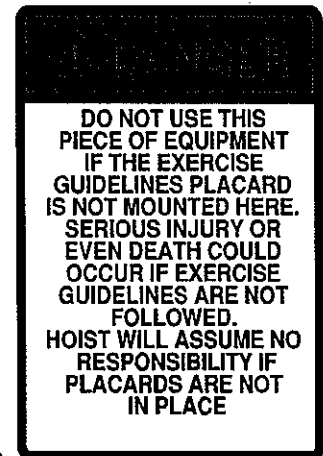 DO NOT USE THIS
PIECE OF EQUIPMENT
IF THE EXERCISE
GUIDELINES PLACARD
IS NOT MOUNTED HERE.
SERIOUS INJURY OR
EVEN DEATH COULD
OCCUR IF EXERCISE
GUIDELINES ARE NOT
FOLLOWED.
HOIST WILL ASSUME NO
RESPONSIBILITY IF
PLACARDS ARE NOT
IN PLACE